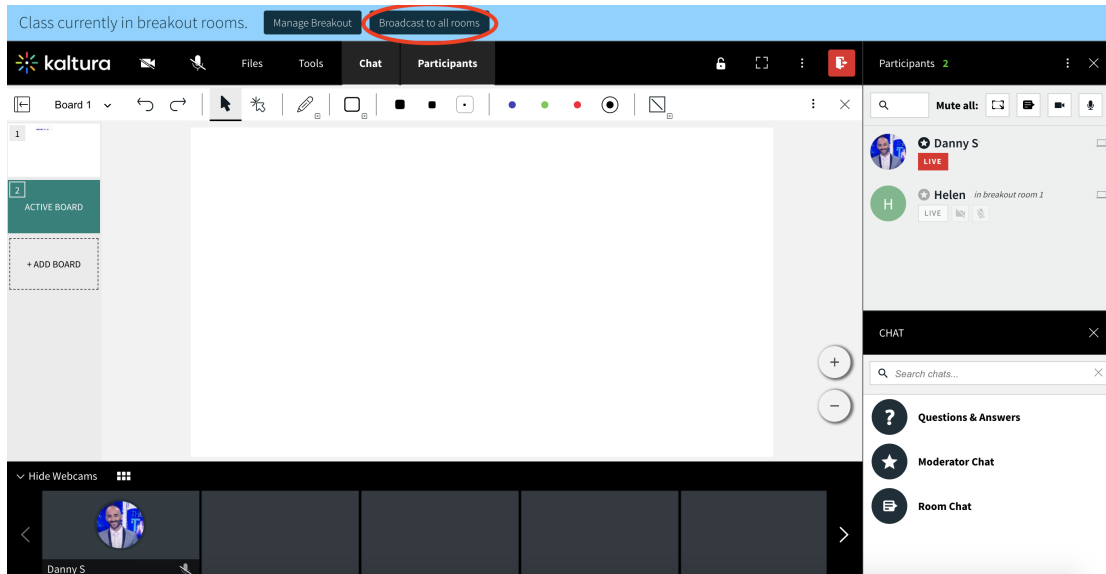 Class currently in breakout rooms. Manage Breakout Broadcast to all rooms
kaltura Files Tools Chat Participants
Participants 2
Board 1
Mute all:
1
2
ACTIVE BOARD
+ ADD BOARD
Danny S
LIVE
H
Helen in breakout room 1
LIVE
CHAT
Search chats...
? Questions & Answers
Moderator Chat
Room Chat
Hide Webcams
Danny S